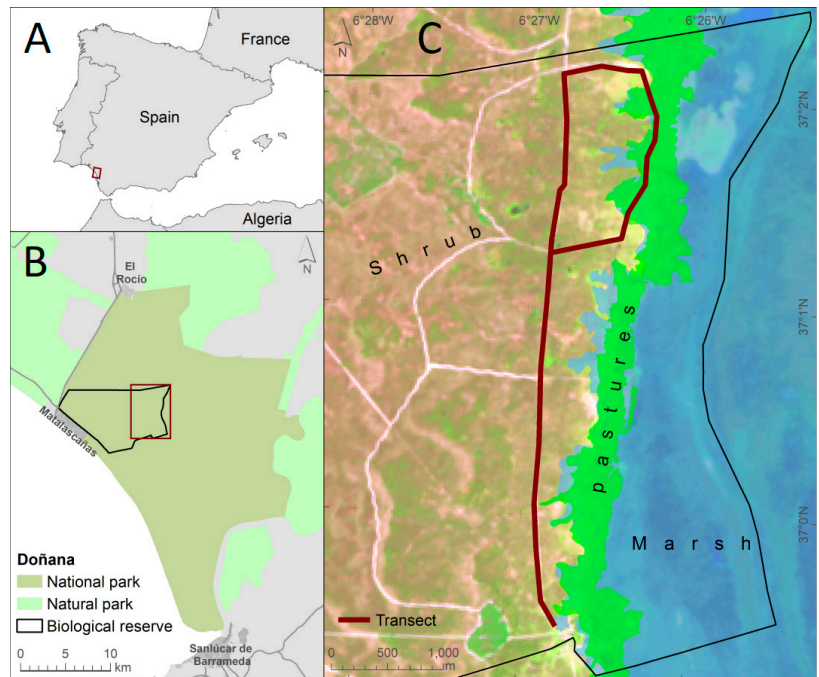 A
France
Spain
Algeria
B
N
El
Rocío
Matalascañas
Doñana
National park
Natural park
Biological reserve
0 5 10
km
Sanlúcar de
Barrameda
C
N
6°28'W
6°27'W
6°26'W
37°2'N
37°1'N
37°0'N
Shrub
pastures
Marsh
Transect
0 500 1,000
m